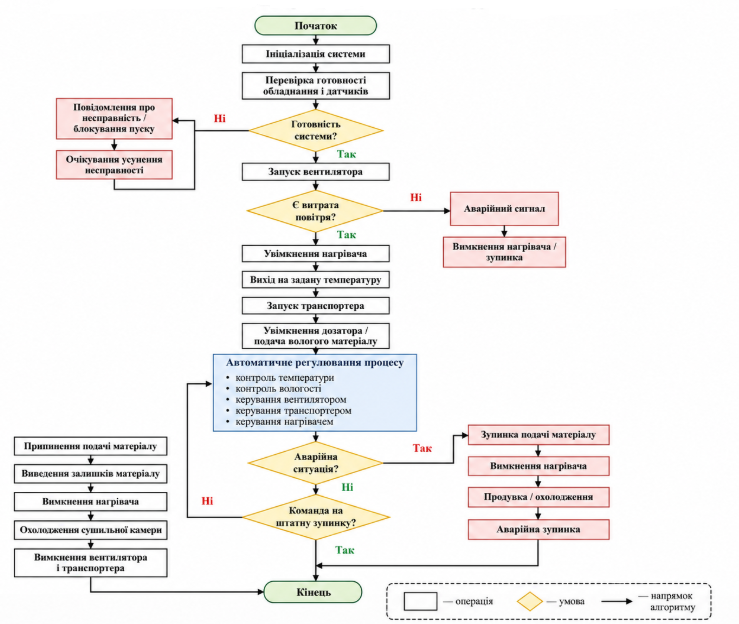 Початок
Ініціалізація системи
Перевірка готовності
обладнання і датчиків
Повідомлення про
несправність /
блокування пуску
Ні
Готовність
системи?
Очікування усунення
несправності
Так
Запуск вентилятора
Є витрата
повітря?
Ні
Аварійний сигнал
Так
Вимкнення нагрівача /
зупинка
Увімкнення нагрівача
Вихід на задану температуру
Запуск транспортера
Увімкнення дозатора /
подача вологого матеріалу
Автоматичне регулювання процесу
• контроль температури
• контроль вологості
• керування вентилятором
• керування транспортером
• керування нагрівачем
Припинення подачі матеріалу
Виведення залишків матеріалу
Вимкнення нагрівача
Охолодження сушильної камери
Вимкнення вентилятора
і транспортера
Аварійна
ситуація?
Так
Зупинка подачі матеріалу
Вимкнення нагрівача
Продувка / охолодження
Аварійна зупинка
Ні
Ні
Команда на
штатну зупинку?
Так
Кінець
— операція
— умова
— напрямок
алгоритму